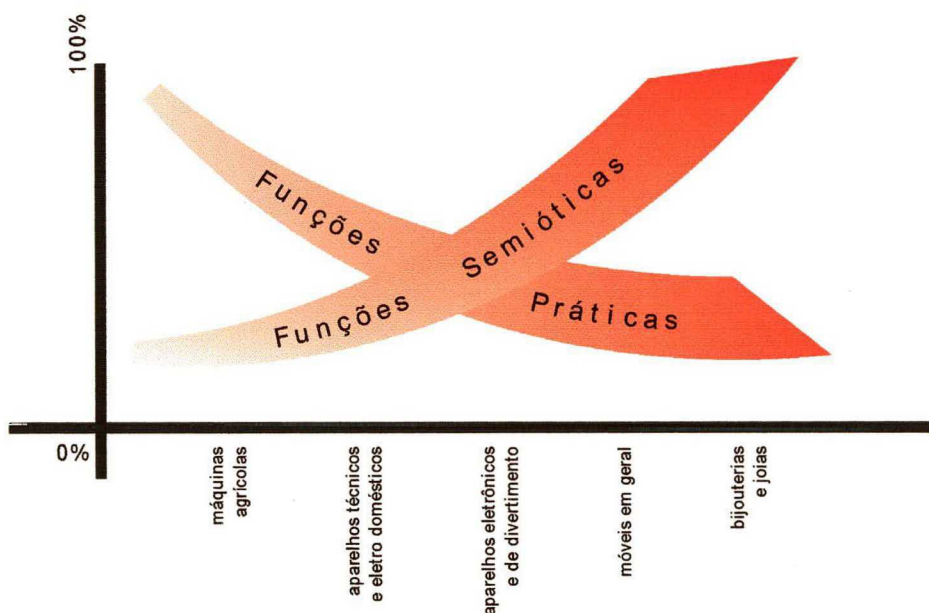 100%
Funções
Semióticas
Funções
Práticas
0%
máquinas
agrícolas
aparelhos técnicos
e eletro domésticos
aparelhos eletrônicos
e de divertimento
móveis em geral
bijouterias
e joias